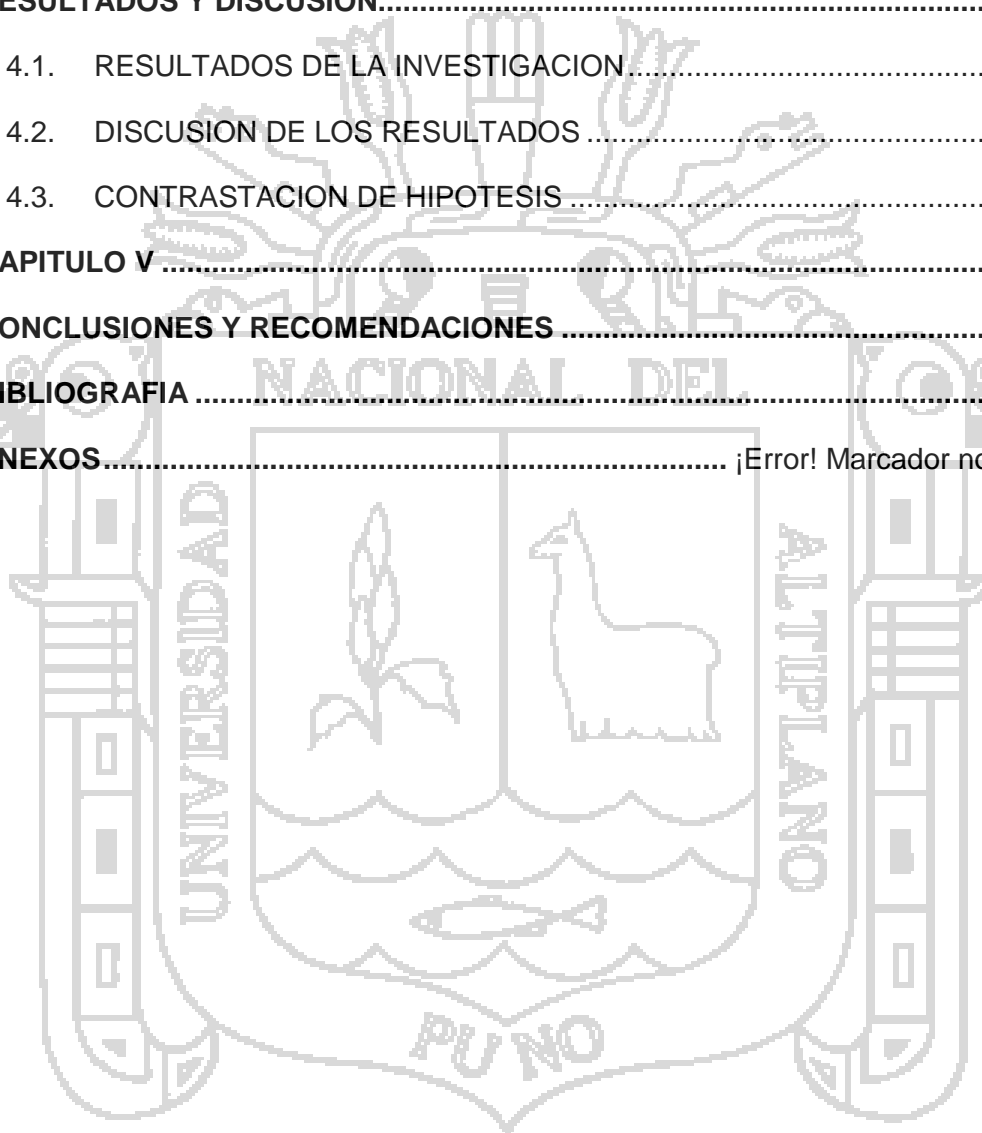 ESULTADOS Y DISCUSION
4.1. RESULTADOS DE LA INVESTIGACION
4.2. DISCUSION DE LOS RESULTADOS
4.3. CONTRASTACION DE HIPOTESIS
APITULO V
ONCLUSIONES Y RECOMENDACIONES
IBLIOGRAFIA
NEXOS ¡Error! Marcador no
NACIONAL DEL
UNIVERSIDAD
ALTIPLANO
PUNO